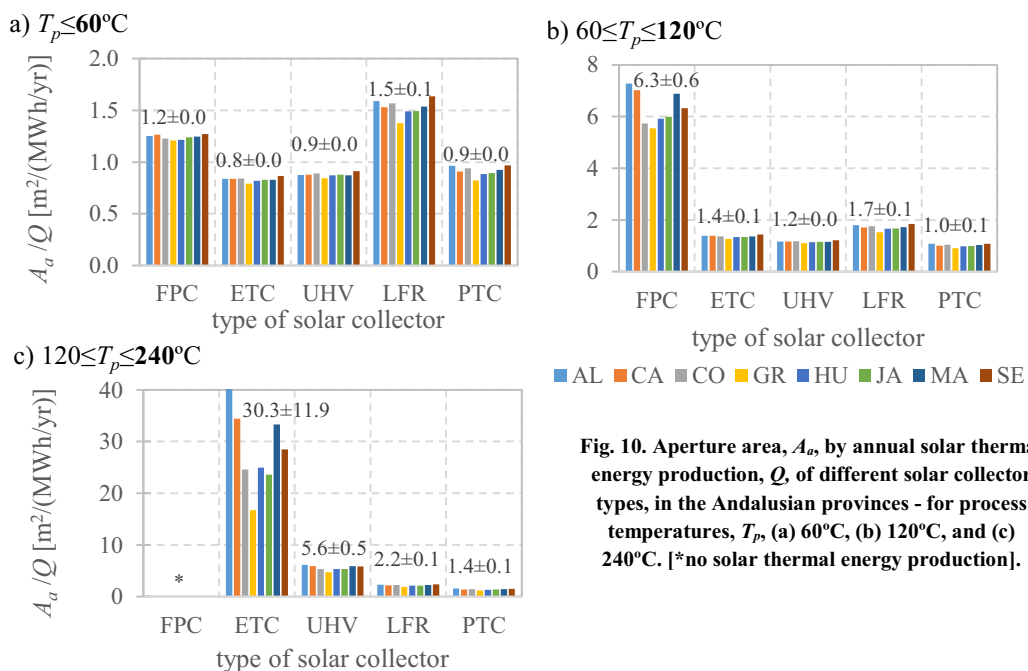 a) Tp≤60ºC
Aa /Q [m²/(MWh/yr)]
2.0
1.5
1.0
0.5
0.0
1.2±0.0
0.8±0.0
0.9±0.0
1.5±0.1
0.9±0.0
FPC ETC UHV LFR PTC
type of solar collector
b) 60≤Tp≤120ºC
8
6
4
2
0
6.3±0.6
1.4±0.1
1.2±0.0
1.7±0.1
1.0±0.1
FPC ETC UHV LFR PTC
type of solar collector
c) 120≤Tp≤240ºC
Aa /Q [m²/(MWh/yr)]
40
30
20
10
0
*
30.3±11.9
5.6±0.5
2.2±0.1
1.4±0.1
FPC ETC UHV LFR PTC
type of solar collector
AL CA CO GR HU JA MA SE
Fig. 10. Aperture area, Aa, by annual solar therma
energy production, Q, of different solar collector
types, in the Andalusian provinces - for process
temperatures, Tp, (a) 60°C, (b) 120°C, and (c)
240°C. [*no solar thermal energy production].